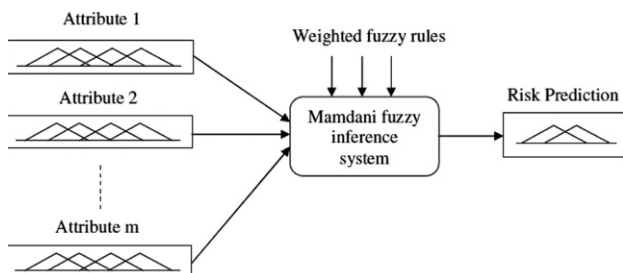 Attribute 1
Weighted fuzzy rules
Attribute 2
Mamdani fuzzy
inference
system
Risk Prediction
Attribute m